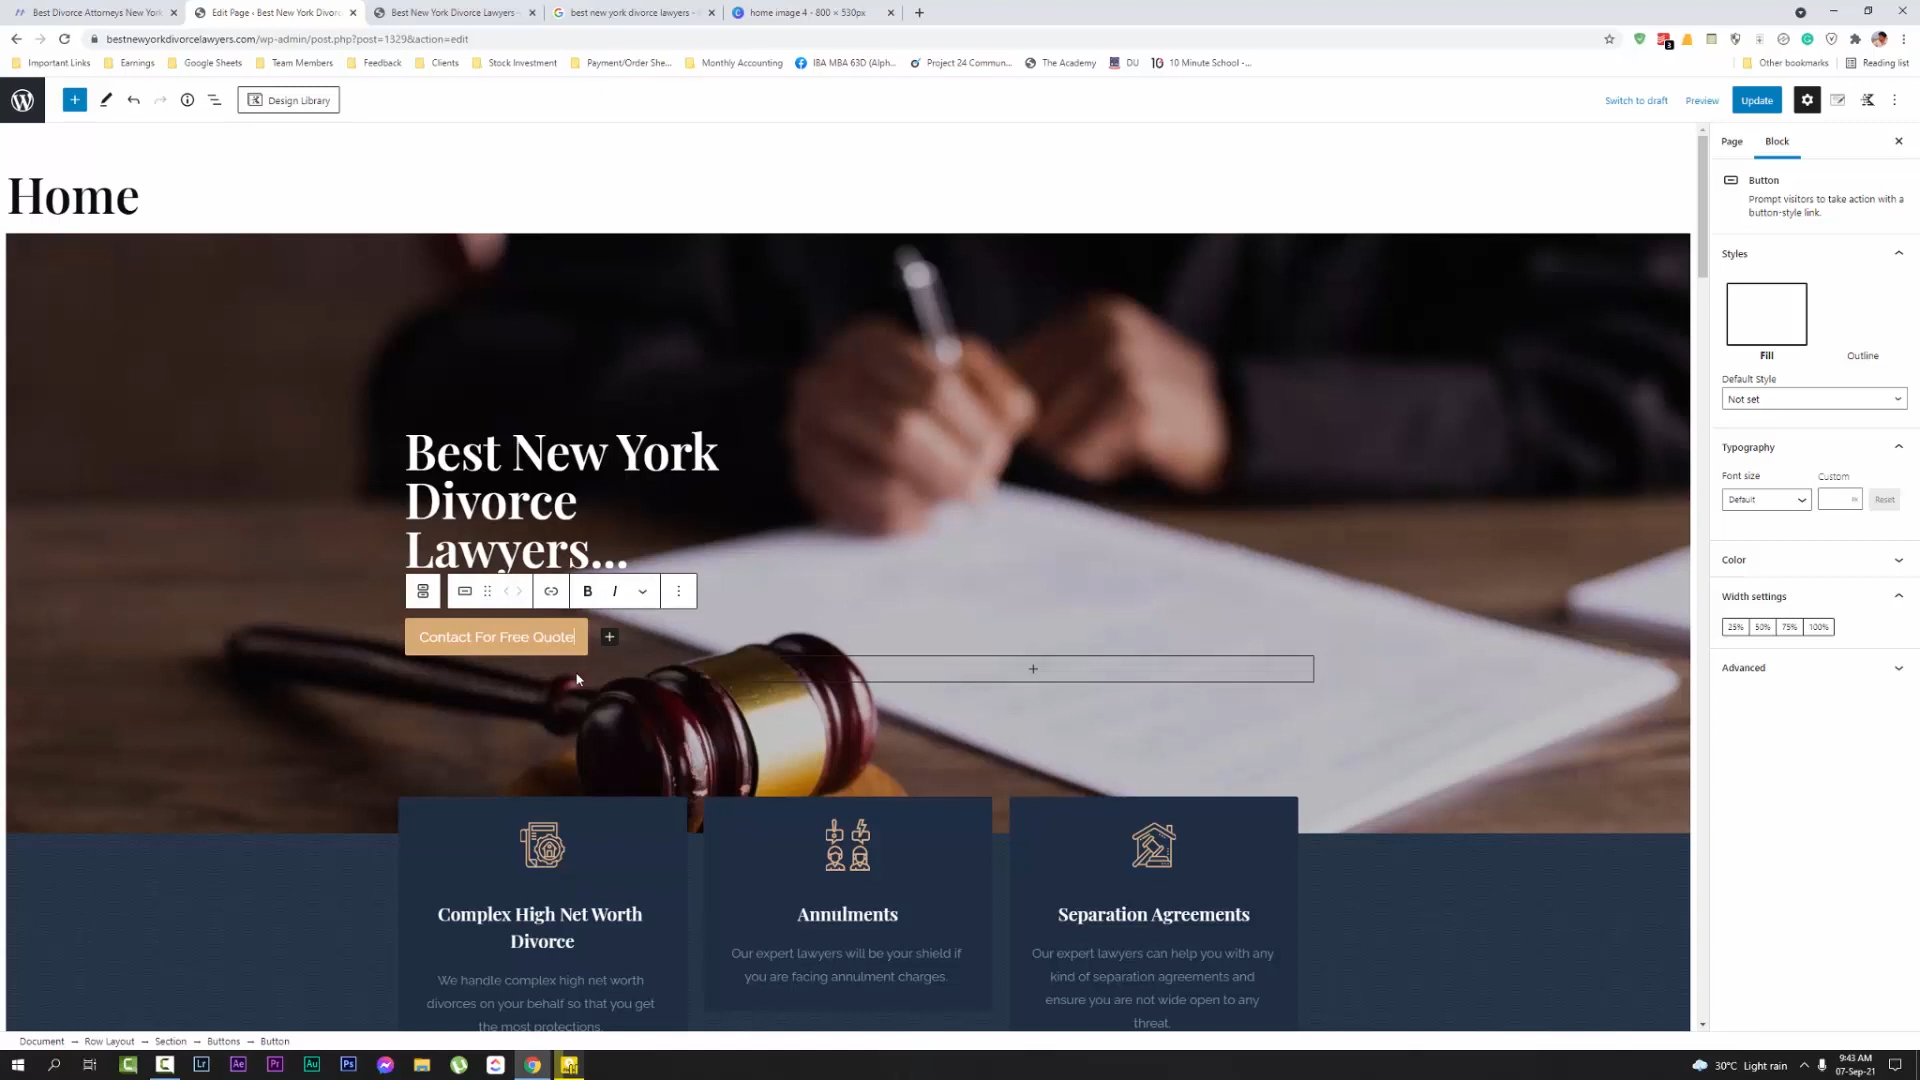 Best Divorce Attorneys New York
Edit Page ‹ Best New York Divorc
Best New York Divorce Lawyers -
best new york divorce lawyers -
home image 4 - 800 × 530px
bestnewyorkdivorcelawyers.com/wp-admin/post.php?post=1329&action=edit
3
Important Links
Earnings
Google Sheets
Team Members
Feedback
Clients
Stock Investment
Payment/Order She...
Monthly Accounting
IBA MBA 63D (Alph...
Project 24 Commun...
The Academy
DU
10 Minute School -...
Other bookmarks
Reading list
Design Library
Switch to draft
Preview
Update
Page
Block
Home
Button
Prompt visitors to take action with a
button-style link.
Styles
Fill
Outline
Default Style
Not set
Typography
Font size
Custom
Default
Reset
Color
Width settings
25%
50%
75%
100%
Advanced
Best New York
Divorce
Lawyers...
B
I
Contact For Free Quote
Complex High Net Worth
Divorce
We handle complex high net worth
divorces on your behalf so that you get
the most protections.
Annulments
Our expert lawyers will be your shield if
you are facing annulment charges.
Separation Agreements
Our expert lawyers can help you with any
kind of separation agreements and
ensure you are not wide open to any
threat.
Document → Row Layout → Section → Buttons → Button
Lr
Ae
Pr
Au
Ps
30°C Light rain
9:43 AM
07-Sep-21